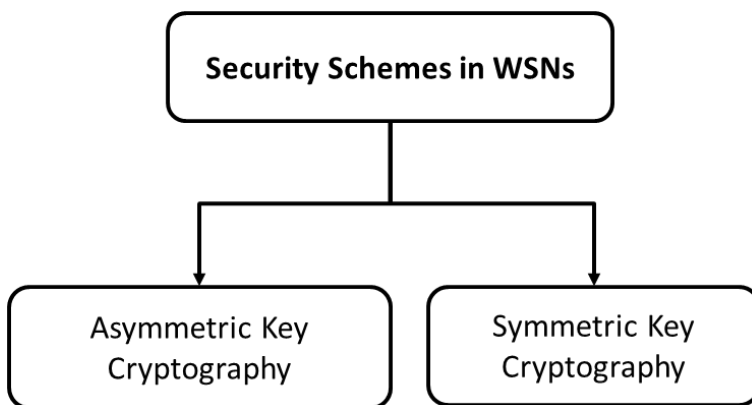 Security Schemes in WSNs
Asymmetric Key
Cryptography
Symmetric Key
Cryptography